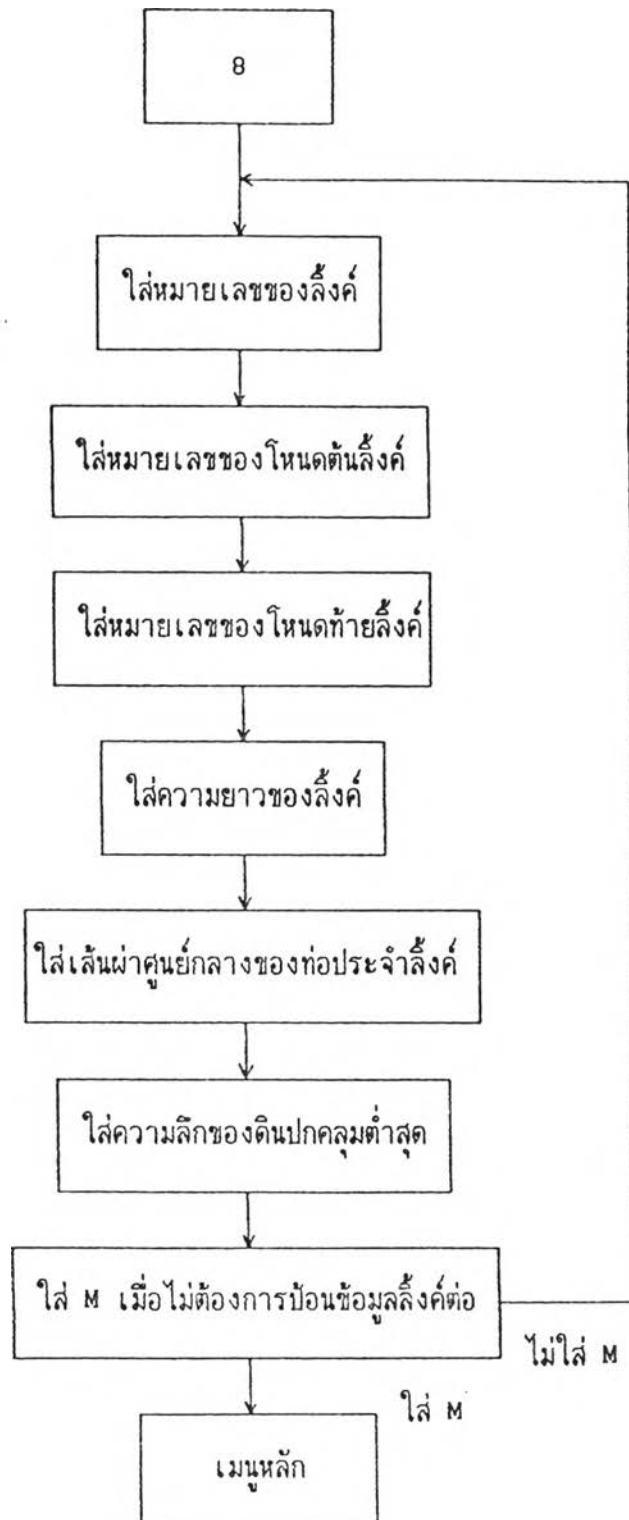 8
ใส่หมายเลขของลิ้งค์
ใส่หมายเลขของโหนดต้นลิ้งค์
ใส่หมายเลขของโหนดท้ายลิ้งค์
ใส่ความยาวของลิ้งค์
ใส่เส้นผ่าศูนย์กลางของท่อประจำลิ้งค์
ใส่ความลึกของดินปกคลุมต่ำสุด
ใส่ M เมื่อไม่ต้องการป้อนข้อมูลลิ้งค์ต่อ
ไม่ใส่ M
ใส่ M
เมนูหลัก